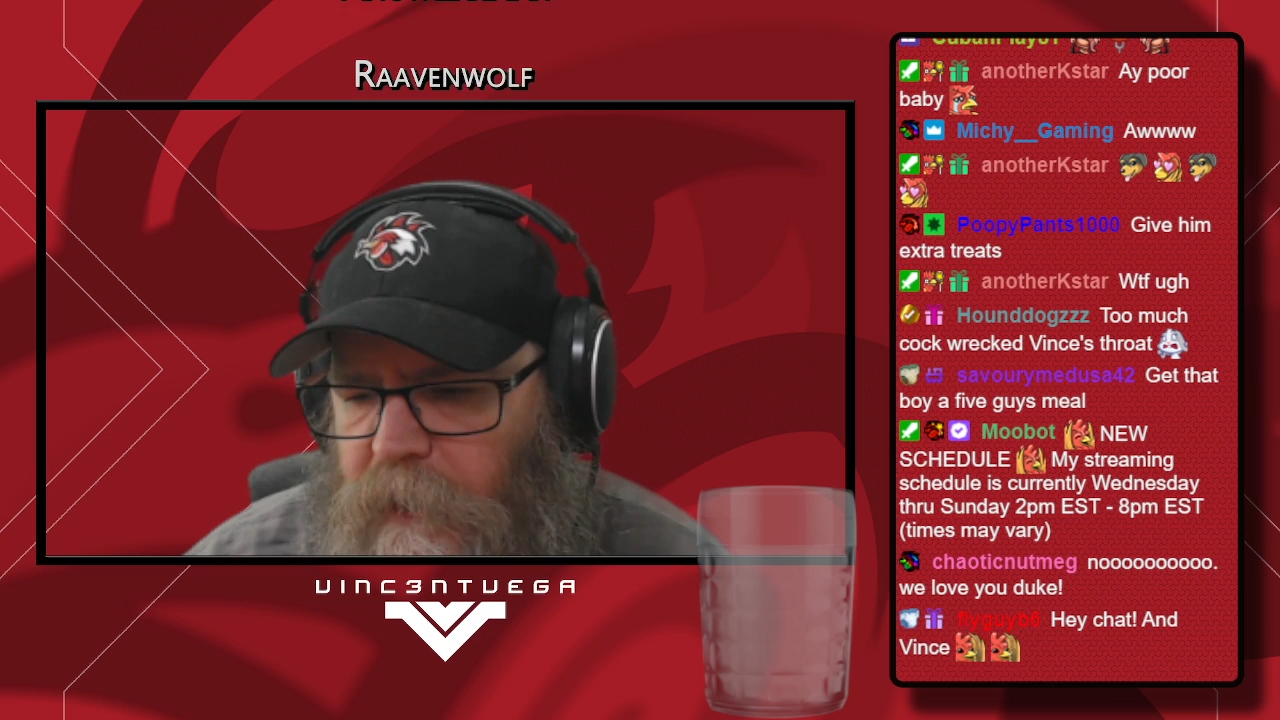 RAAVENWOLF
VINC3NTVEGA
anotherKstar Ay poor
baby
Michy__Gaming Awwww
anotherKstar
PoopyPants1000 Give him
extra treats
anotherKstar Wtf ugh
Hounddogzzz Too much
cock wrecked Vince's throat
savourymedusa42 Get that
boy a five guys meal
Moobot NEW
SCHEDULE My streaming
schedule is currently Wednesday
thru Sunday 2pm EST - 8pm EST
(times may vary)
chaoticnutmeg noooooooooo.
we love you duke!
Hey chat! And
Vince